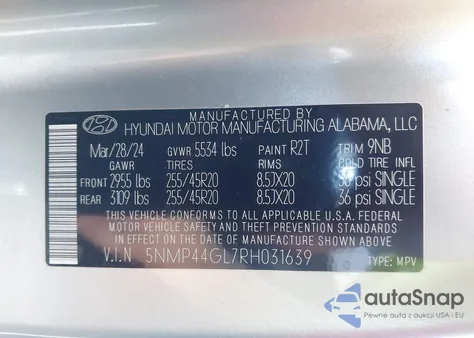 MANUFACTURED BY
HYUNDAI MOTOR MANUFACTURING ALABAMA, LLC
Mar/28/24 GVWR 5534 lbs PAINT R2T TRIM 9NB
GAWR TIRES RIMS COLD TIRE INFL
FRONT 2955 lbs 255/45R20 8.5JX20 36 psi SINGLE
REAR 3109 lbs 255/45R20 8.5JX20 36 psi SINGLE
THIS VEHICLE CONFORMS TO ALL APPLICABLE U.S.A. FEDERAL
MOTOR VEHICLE SAFETY AND THEFT PREVENTION STANDARDS
IN EFFECT ON THE DATE OF MANUFACTURE SHOWN ABOVE.
V.I.N 5NMP44GL7RH031639 TYPE: MPV
autoSnap
Pewne auta z aukcji USA i EU